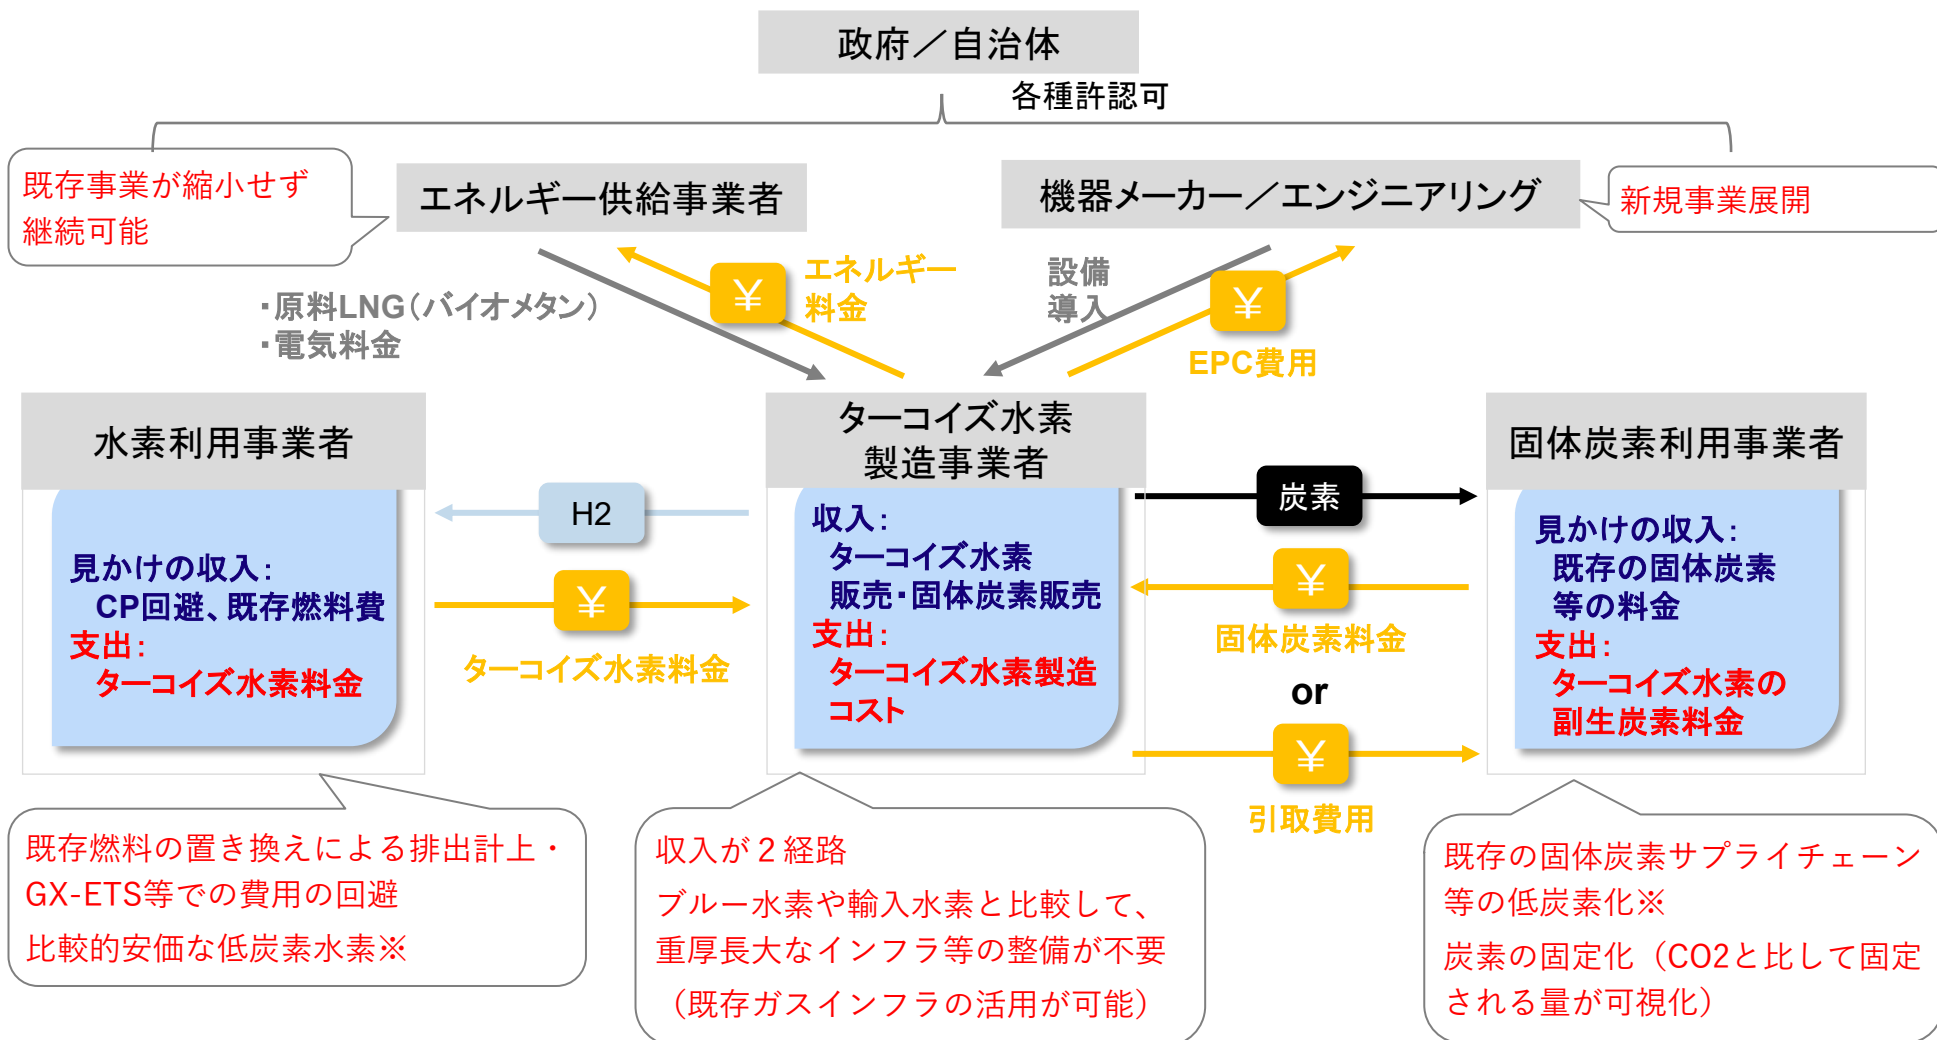 政府／自治体
各種許認可
既存事業が縮小せず
継続可能
エネルギー供給事業者
機器メーカー／エンジニアリング
新規事業展開
・原料LNG（バイオメタン）
・電気料金
¥
エネルギー
料金
設備
導入
¥
EPC費用
水素利用事業者
見かけの収入：
CP回避、既存燃料費
支出：
ターコイズ水素料金
H2
¥
ターコイズ水素料金
ターコイズ水素
製造事業者
収入：
ターコイズ水素
販売・固体炭素販売
支出：
ターコイズ水素製造
コスト
炭素
¥
固体炭素料金
or
¥
引取費用
固体炭素利用事業者
見かけの収入：
既存の固体炭素
等の料金
支出：
ターコイズ水素の
副生炭素料金
既存燃料の置き換えによる排出計上・
GX-ETS等での費用の回避
比較的安価な低炭素水素※
収入が２経路
ブルー水素や輸入水素と比較して、
重厚長大なインフラ等の整備が不要
（既存ガスインフラの活用が可能）
既存の固体炭素サプライチェーン
等の低炭素化※
炭素の固定化（CO2と比して固定
される量が可視化）